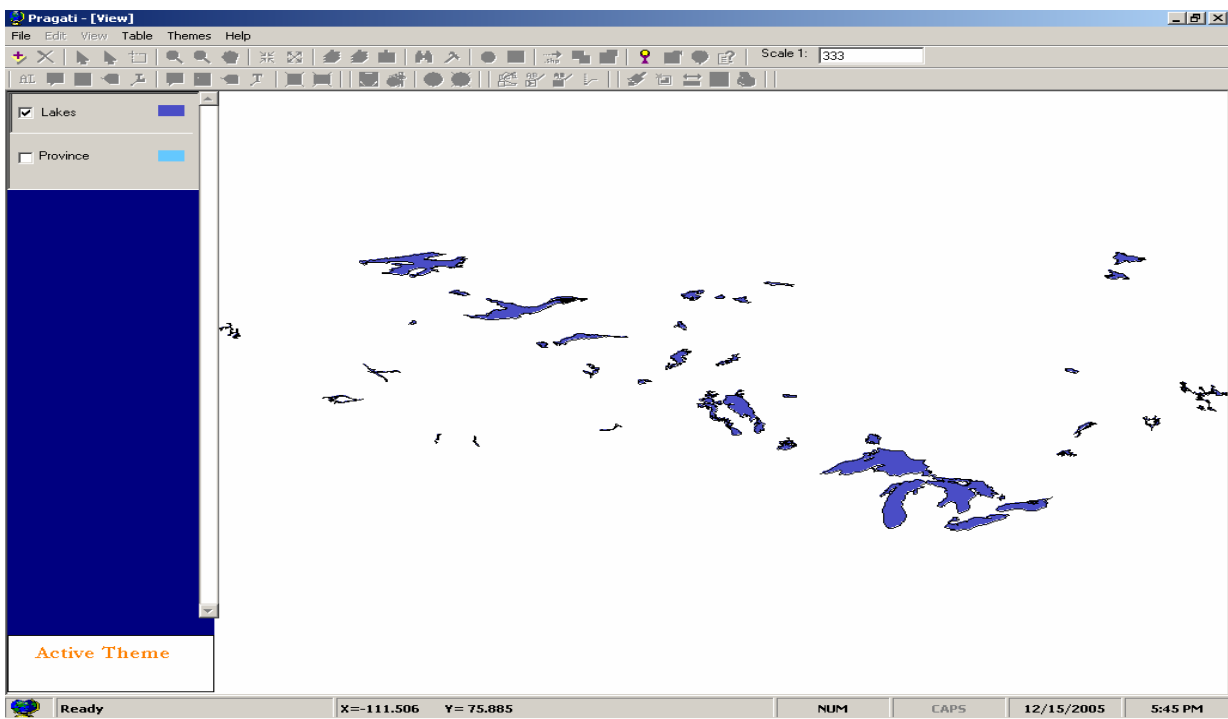 Pragati - [View]
File Edit View Table Themes Help
Scale 1: 333
AI
Lakes
Province
Active Theme
Ready X=-111.506 Y= 75.885 NUM CAPS 12/15/2005 5:45 PM